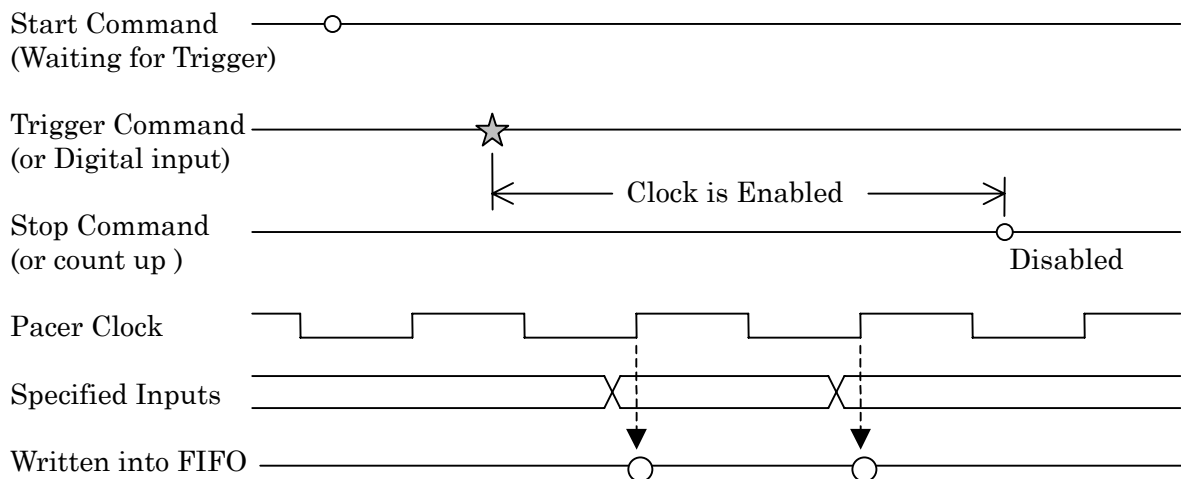 Start Command
(Waiting for Trigger)
Trigger Command
(or Digital input)
Clock is Enabled
Stop Command
(or count up )
Disabled
Pacer Clock
Specified Inputs
Written into FIFO